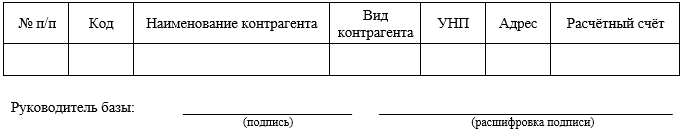 № п/п Код Наименование контрагента Вид контрагента УНП Адрес Расчётный счёт
Руководитель базы:
(подпись) (расшифровка подписи)